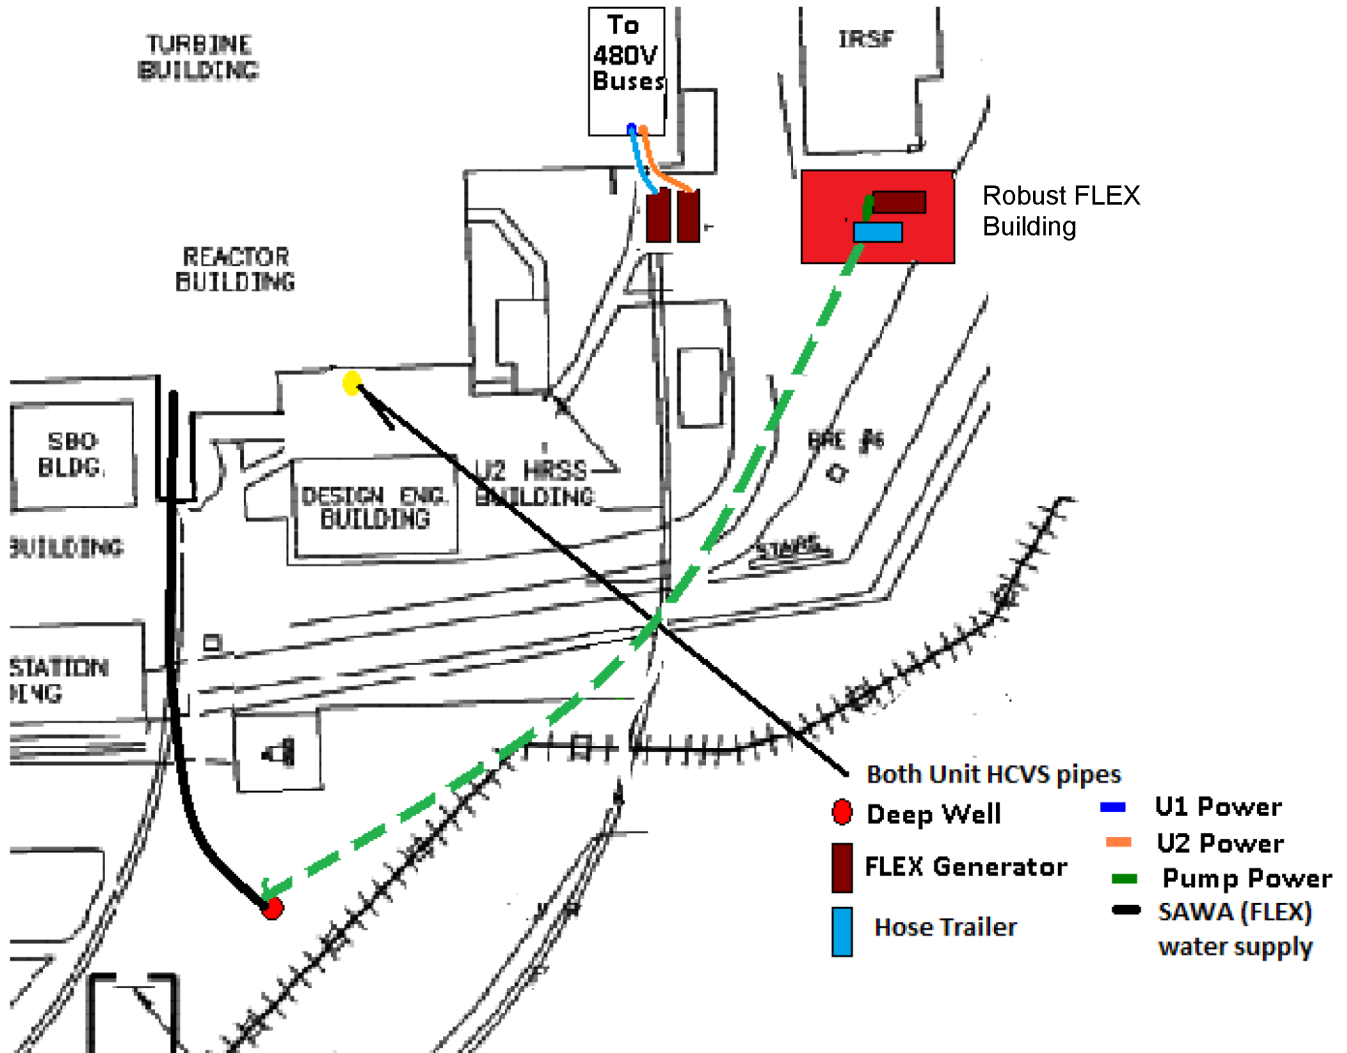 TURBINE
BUILDING
To
480V
Buses
IRSF
Robust FLEX
Building
REACTOR
BUILDING
SBO
BLDG.
U2 HRSS
BUILDING
DESIGN ENG.
BUILDING
BUILDING
STAIRS
STATION
Both Unit HCVS pipes
Deep Well
FLEX Generator
Hose Trailer
U1 Power
U2 Power
Pump Power
SAWA (FLEX)
water supply